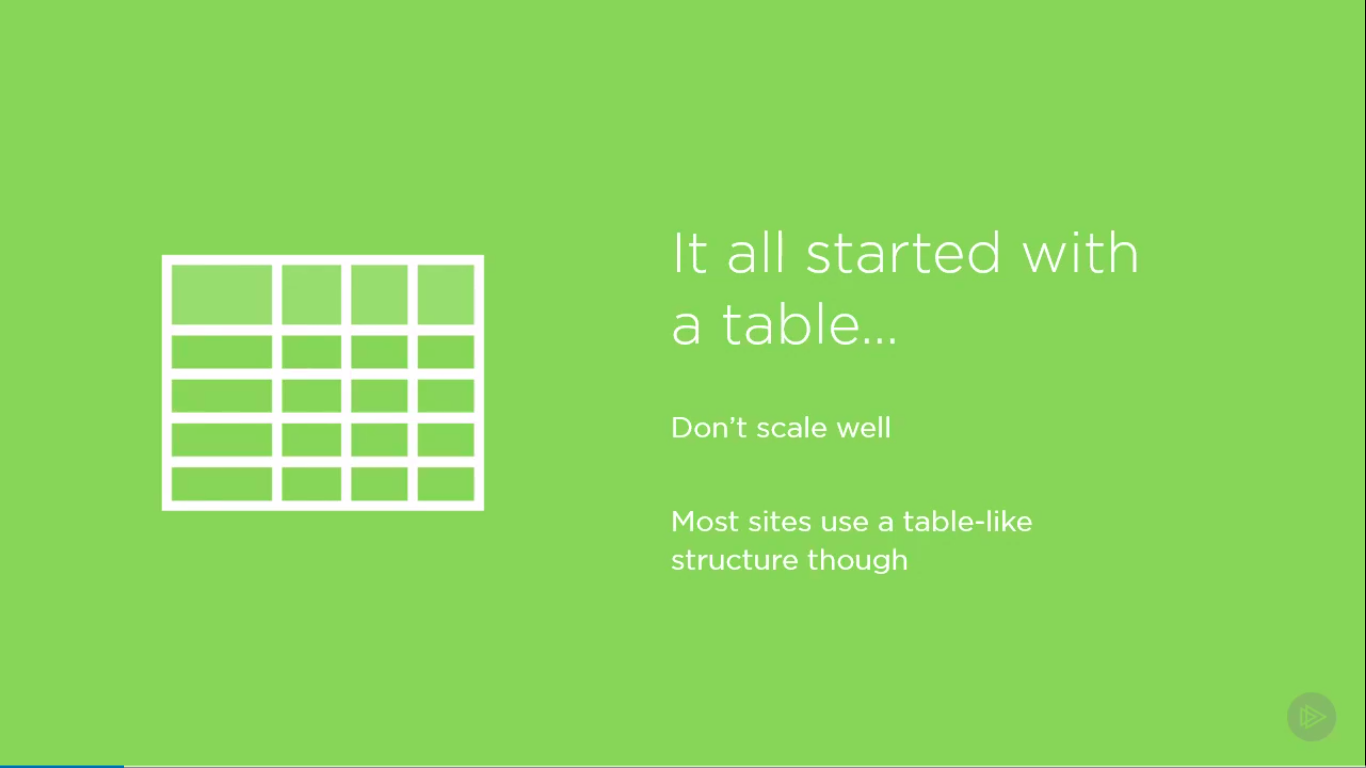 It all started with
a table...
Don’t scale well
Most sites use a table-like
structure though